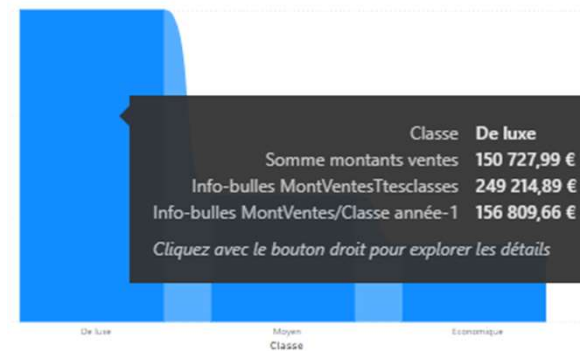 Classe De luxe
Somme montants ventes 150 727,99 €
Info-bulles MontVentesTtesclasses 249 214,89 €
Info-bulles MontVentes/Classe année-1 156 809,66 €
Cliquez avec le bouton droit pour explorer les détails
De luxe Moyen Economique
Classe